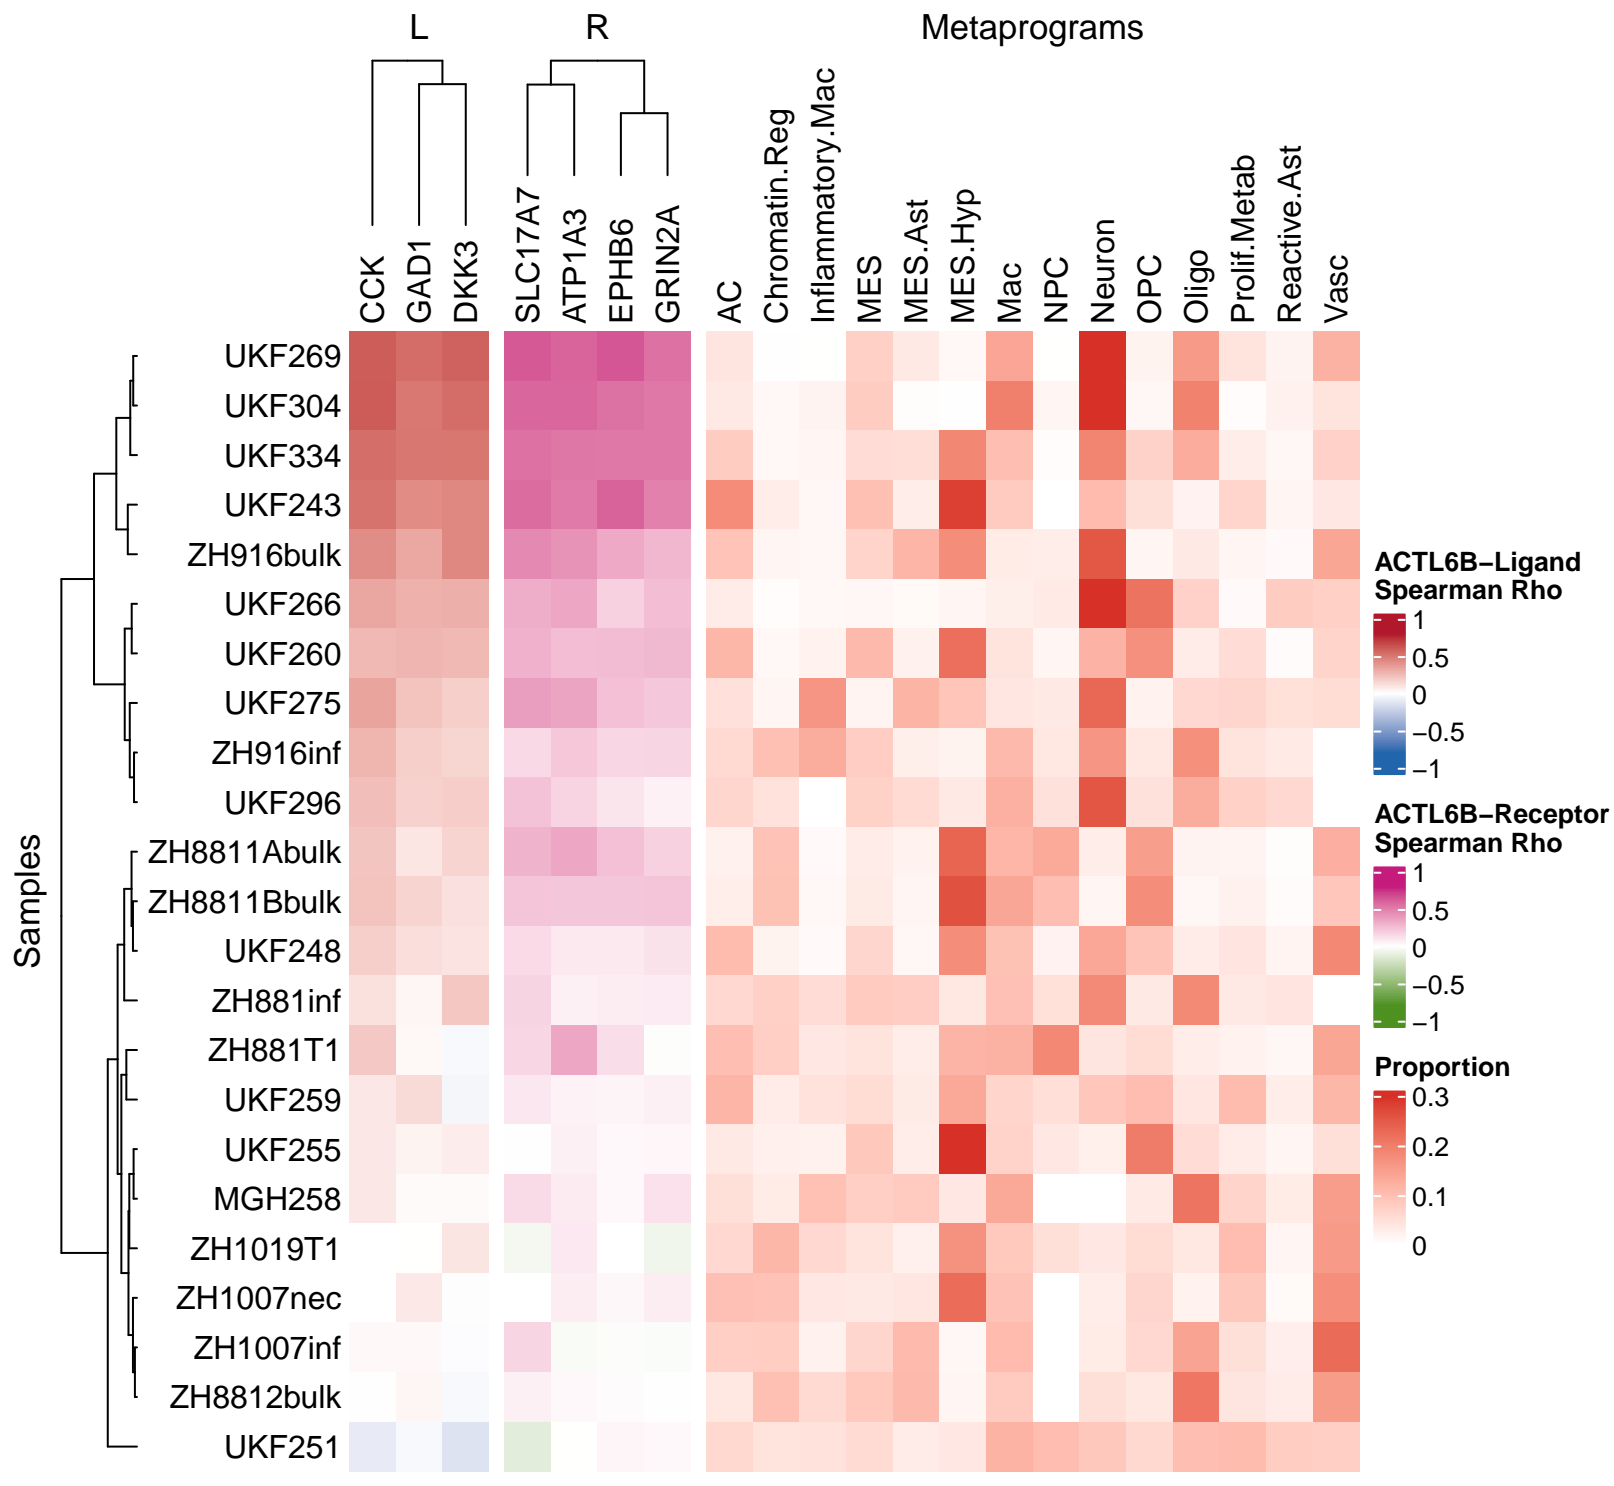 L
R
Metaprograms
CCK
GAD1
DKK3
SLC17A7
ATP1A3
EPHB6
GRIN2A
AC
Chromatin.Reg
Inflammatory.Mac
MES
MES.Ast
MES.Hyp
Mac
NPC
Neuron
OPC
Oligo
Prolif.Metab
Reactive.Ast
Vasc
Samples
UKF269
UKF304
UKF334
UKF243
ZH916bulk
UKF266
UKF260
UKF275
ZH916inf
UKF296
ZH8811Abulk
ZH8811Bbulk
UKF248
ZH881inf
ZH881T1
UKF259
UKF255
MGH258
ZH1019T1
ZH1007nec
ZH1007inf
ZH8812bulk
UKF251
ACTL6B−Ligand
Spearman Rho
1
0.5
0
−0.5
−1
ACTL6B−Receptor
Spearman Rho
1
0.5
0
−0.5
−1
Proportion
0.3
0.2
0.1
0